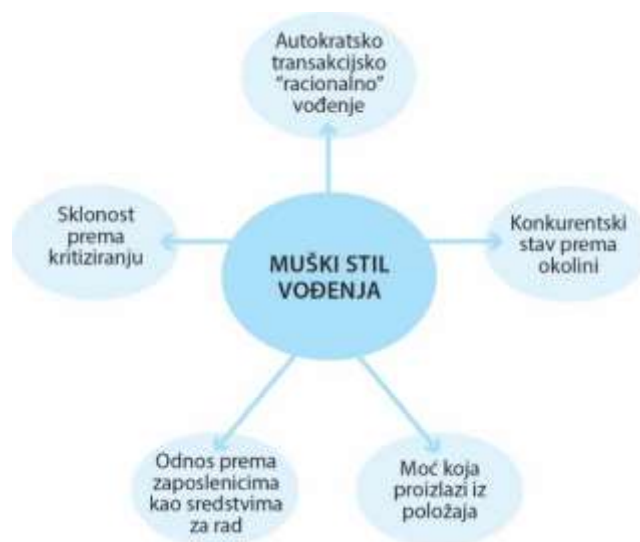 Autokratsko
transakcijsko
"racionalno"
vođenje
Sklonost
prema
kritiziranju
MUŠKI STIL
VOĐENJA
Konkurentski
stav prema
okolini
Odnos prema
zaposlenicima
kao sredstvima
za rad
Moć koja
proizlazi iz
položaja